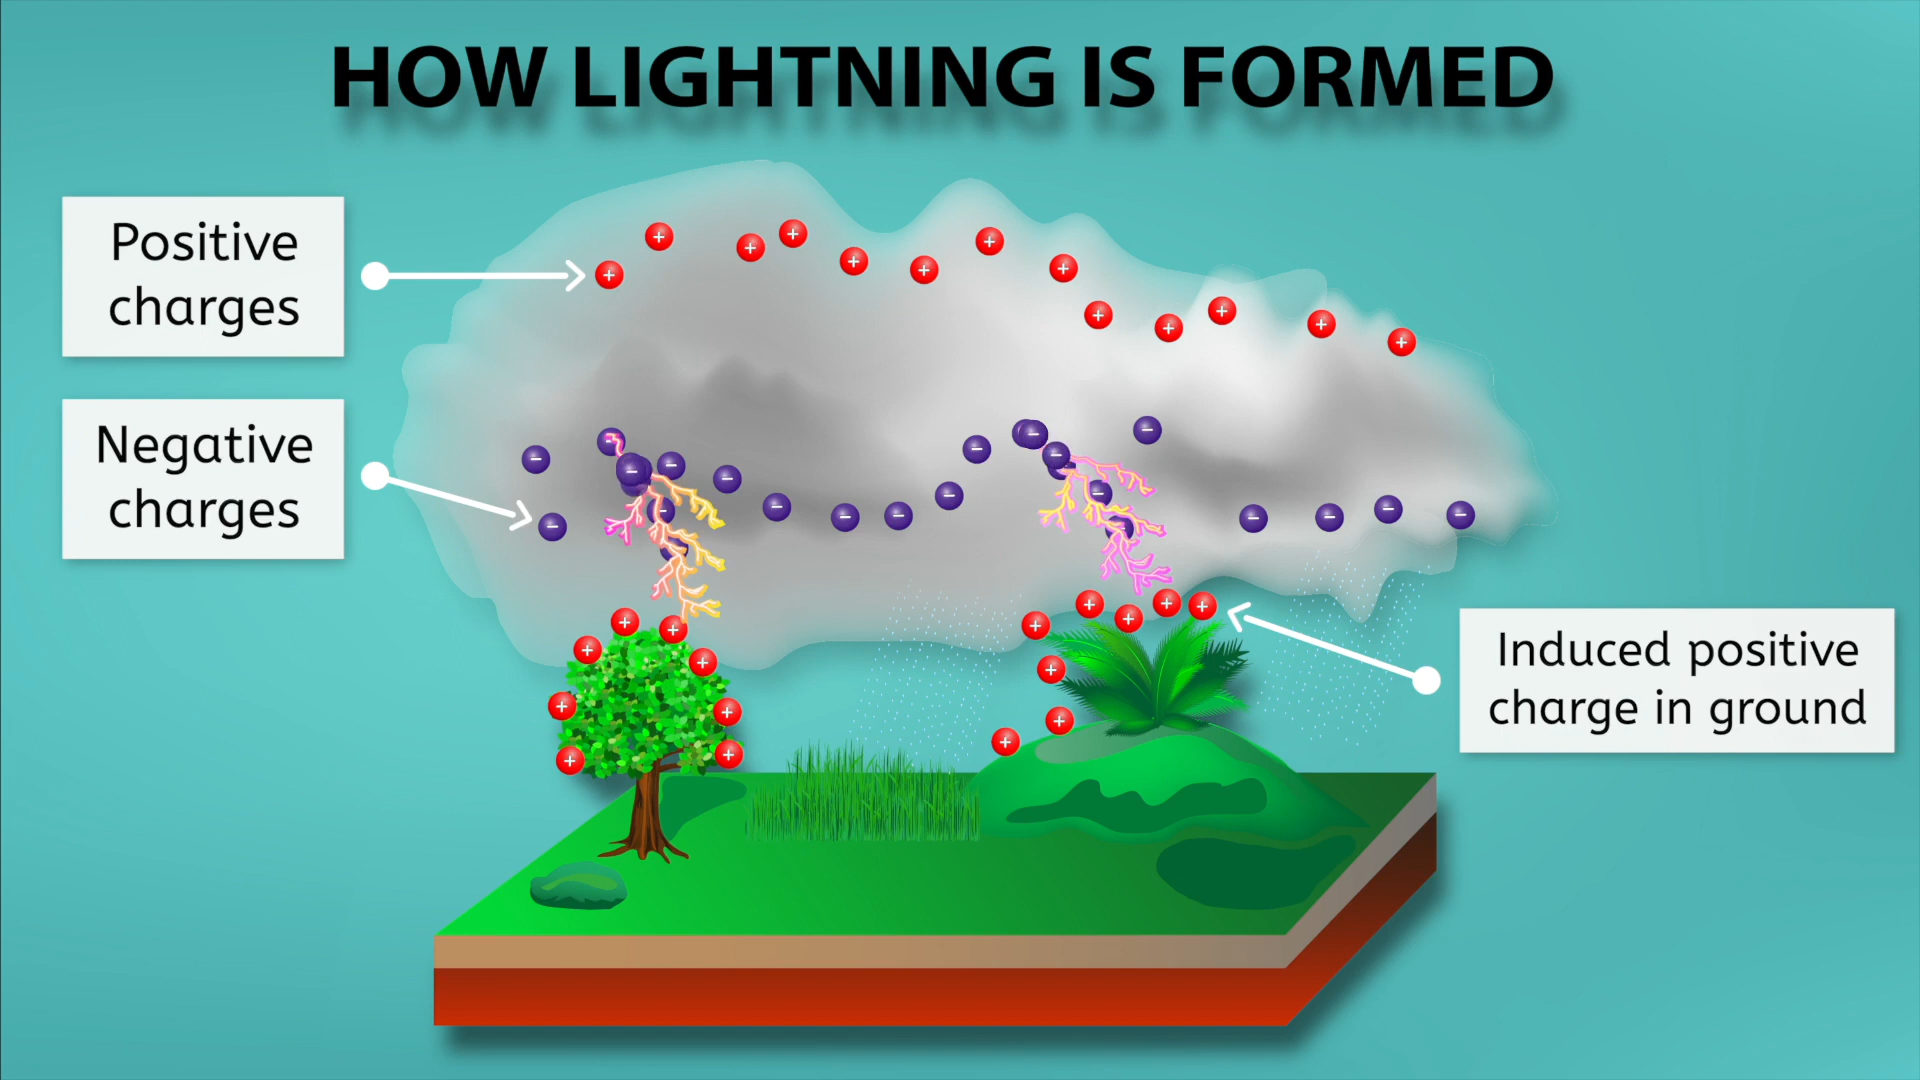 HOW LIGHTNING IS FORMED
Positive
charges
Negative
charges
Induced positive
charge in ground